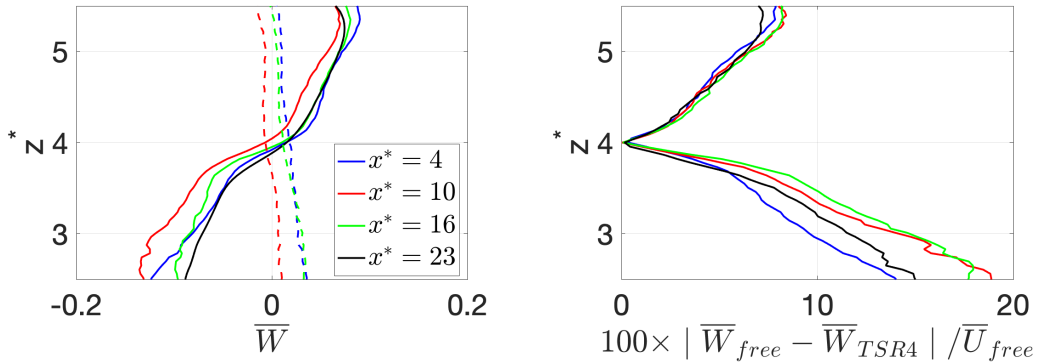 z*
5
4
3
-0.2
0
0.2
W̅
x* = 4
x* = 10
x* = 16
x* = 23
z*
5
4
3
0
10
20
100× | W̅free − W̅TSR4 | /U̅free